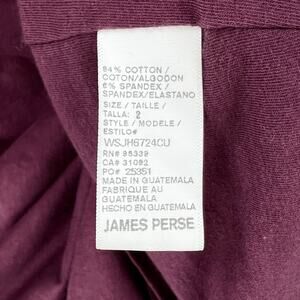 94% COTTON /
COTON/ALGODON
6% SPANDEX /
SPANDEX/ELASTANO
SIZE / TAILLE /
TALLA: 2
STYLE / MODELE /
ESTILO#
WSJH6724CU
RN# 95339
CA# 31092
PO# 25351
MADE IN GUATEMALA
FABRIQUE AU
GUATEMALA
HECHO EN GUATEMALA
JAMES PERSE